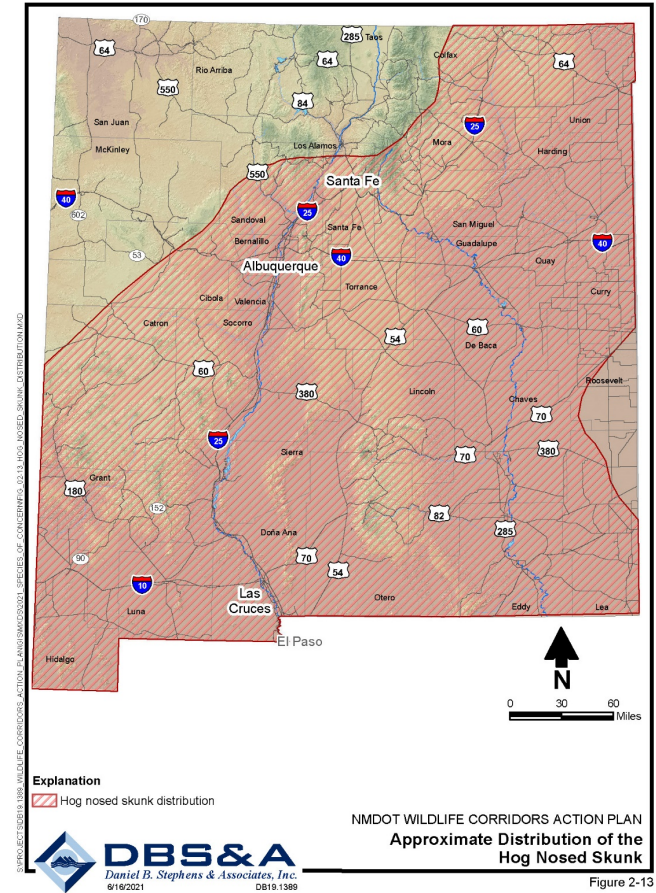 170
285
Taos
64
64
Colfax
64
Rio Arriba
550
84
San Juan
25
Union
McKinley
Los Alamos
Mora
Harding
550
Santa Fe
40
602
25
Sandoval
Santa Fe
San Miguel
Bernalillo
Guadalupe
40
53
40
Albuquerque
Quay
Torrance
Cibola
Valencia
Curry
Catron
Socorro
54
60
De Baca
60
Roosevelt
380
Lincoln
Chaves
70
25
Sierra
70
380
Grant
180
152
82
Doña Ana
285
90
70
54
10
Las
Cruces
Otero
Luna
Eddy
Lea
El Paso
Hidalgo
N
0 30 60
Miles
Explanation
Hog nosed skunk distribution
NMDOT WILDLIFE CORRIDORS ACTION PLAN
Approximate Distribution of the
Hog Nosed Skunk
DBS&A
Daniel B. Stephens & Associates, Inc.
6/16/2021 DB19.1389
Figure 2-13